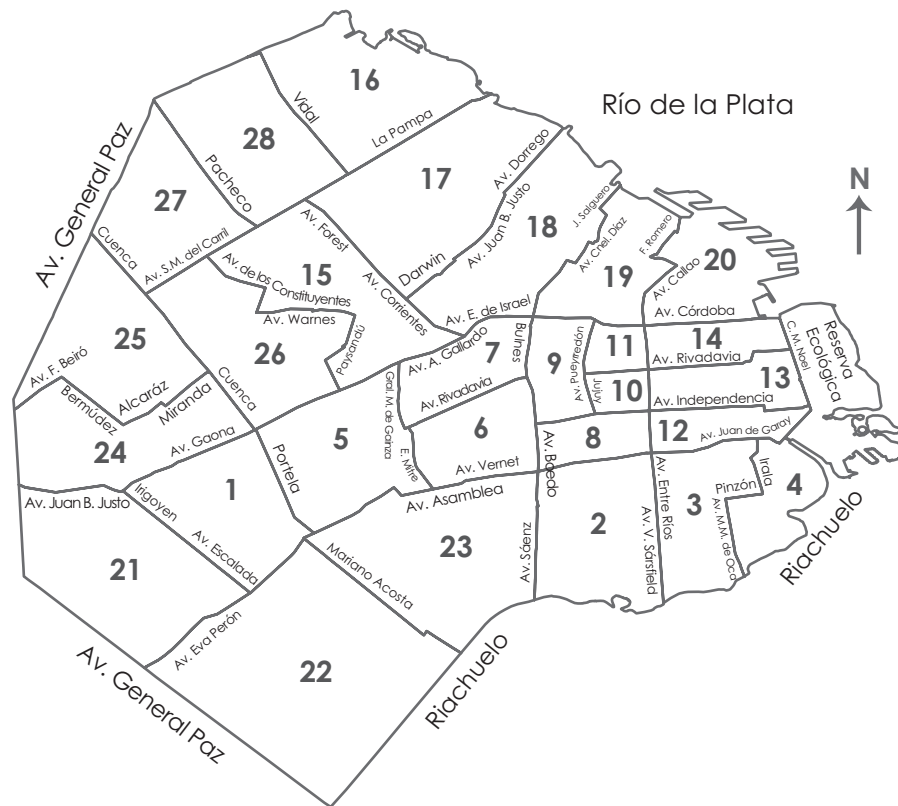 16
Río de la Plata
Vidal
La Pampa
28
Av. General Paz
Pacheco
17
Av. Dorrego
N
27
Av. Juan B. Justo
18
J. Salguero
Cuenca
Av. S.M. del Carril
Av. Forest
Av. Cnel. Díaz
F. Romero
20
15
Darwin
19
Av. Callao
Av. de los Constituyentes
Av. Corrientes
Av. E. de Israel
Av. Córdoba
Av. Warnes
25
26
Paysandú
Av. A. Gallardo
7
Bulnes
9
Av. Pueyrredón
11
14
Av. Rivadavia
C. M. Noel
Reserva
Ecológica
Av. F. Beiró
Alcaráz
Miranda
Cuenca
Gral. M. de Gainza
Av. Rivadavia
Jujuy
10
13
Av. Independencia
Bermúdez
24
Av. Gaona
Portela
5
6
8
12
Av. Juan de Garay
E. Mitre
Av. Vernet
Av. Boedo
Av. Juan B. Justo
Irigoyen
1
Av. Asamblea
Av. Entre Ríos
3
Pinzón
Irala
4
Av. Escalada
21
23
Mariano Acosta
Av. Sáenz
2
Av. V. Sársfield
Av. M.M. de Oca
Riachuelo
Av. Eva Perón
22
Riachuelo
Av. General Paz